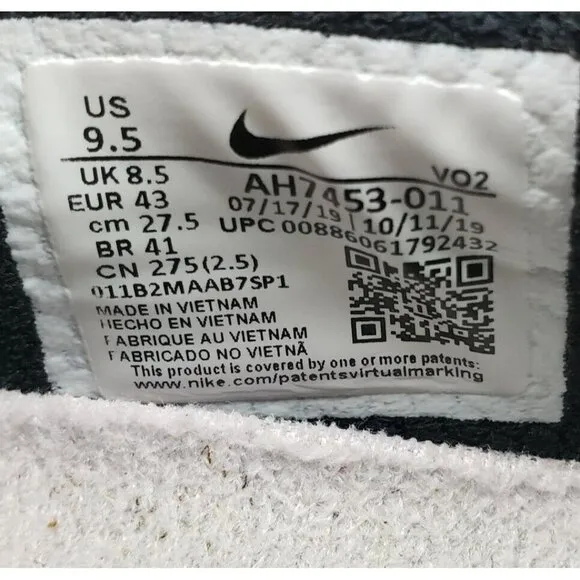 US
9.5
UK 8.5
EUR 43
cm 27.5
BR 41
CN 275(2.5)
VO2
AH7453-011
07/17/19 | 10/11/19
UPC 00886061792432
011B2MAAB7SP1
MADE IN VIETNAM
HECHO EN VIETNAM
FABRIQUE AU VIETNAM
FABRICADO NO VIETNÃ
This product is covered by one or more patents:
www.nike.com/patentsvirtualmarking